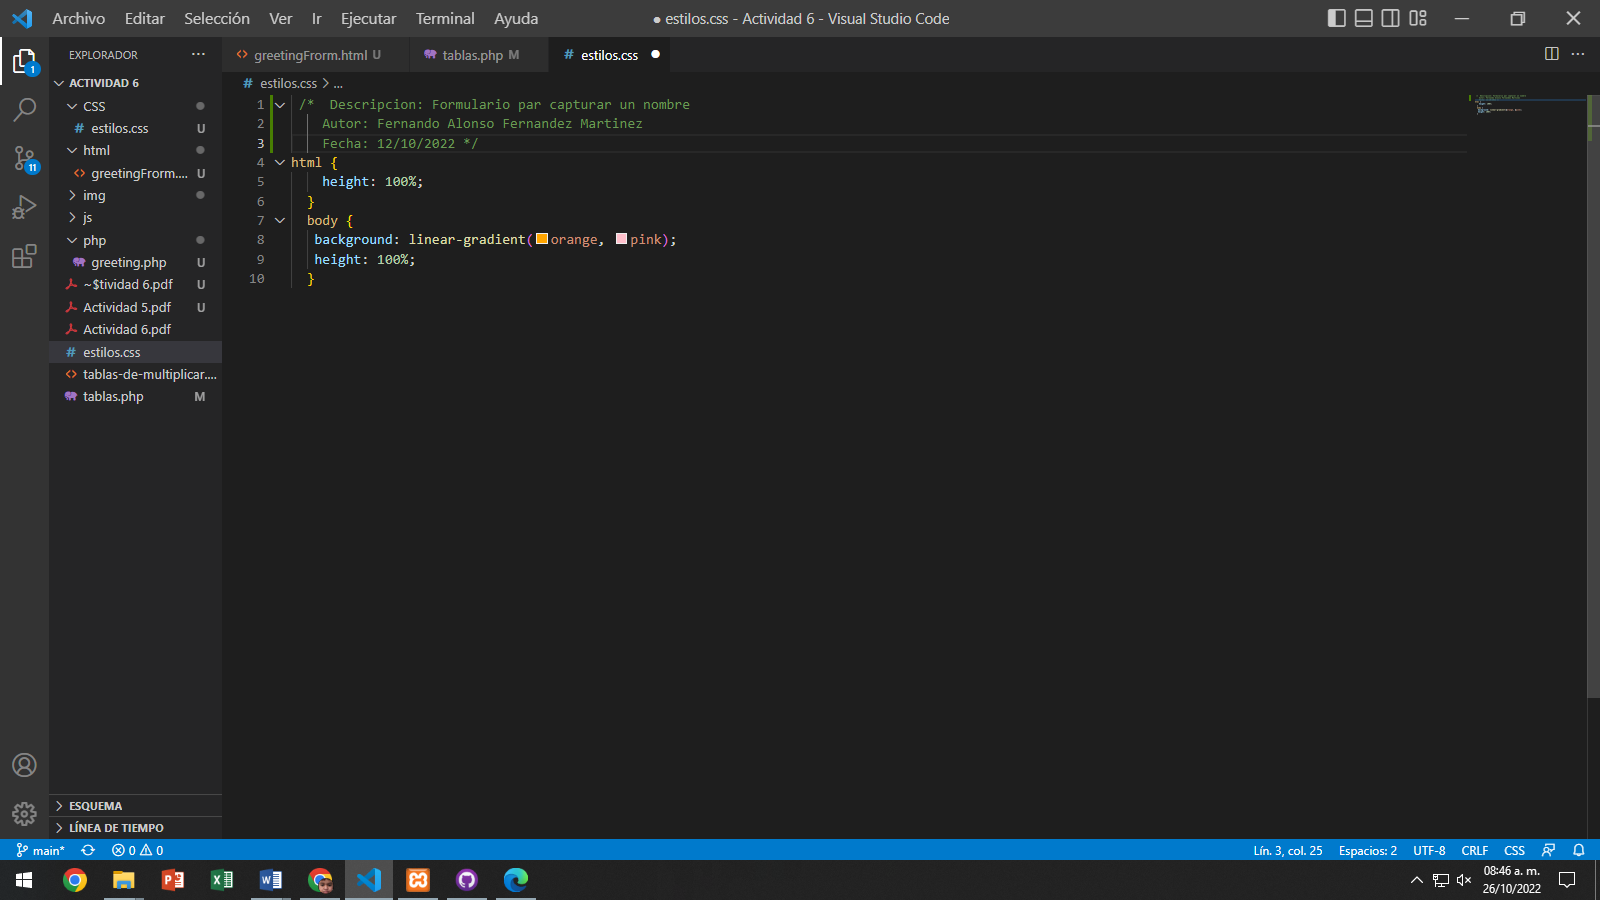 Archivo Editar Selección Ver Ir Ejecutar Terminal Ayuda
● estilos.css - Actividad 6 - Visual Studio Code
EXPLORADOR
ACTIVIDAD 6
CSS
estilos.css U
html
greetingFrorm.... U
img
js
php
greeting.php U
~$tividad 6.pdf U
Actividad 5.pdf U
Actividad 6.pdf
estilos.css
tablas-de-multiplicar....
tablas.php M
ESQUEMA
LÍNEA DE TIEMPO
1
11
greetingFrorm.html U tablas.php M # estilos.css ●
# estilos.css > ...
1 /* Descripcion: Formulario par capturar un nombre
2 Autor: Fernando Alonso Fernandez Martinez
3 Fecha: 12/10/2022 */
4 html {
5 height: 100%;
6 }
7 body {
8 background: linear-gradient(orange, pink);
9 height: 100%;
10 }
main* 0 0 Lín. 3, col. 25 Espacios: 2 UTF-8 CRLF CSS
08:46 a. m.
26/10/2022